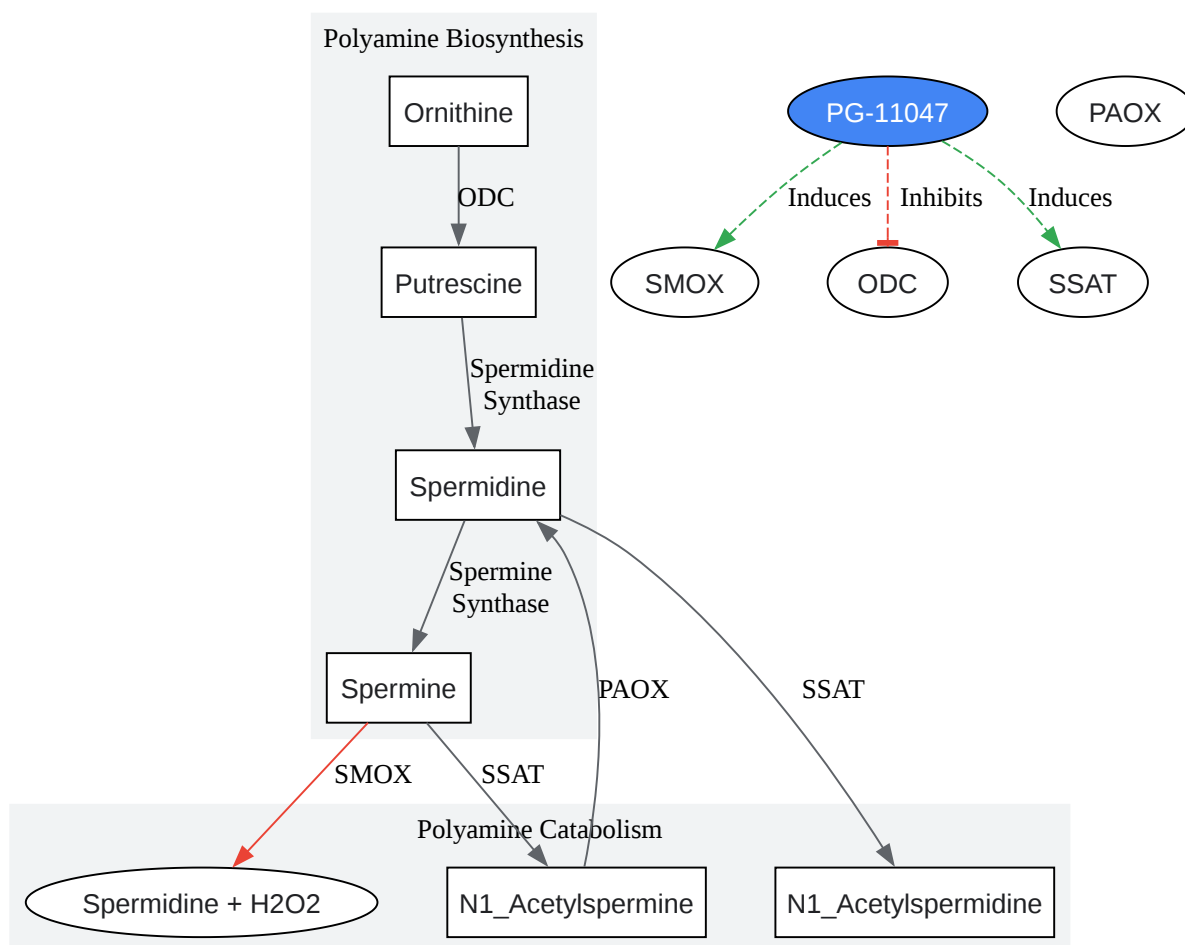 Polyamine Biosynthesis
Ornithine
PG-11047
PAOX
ODC
Induces
Inhibits
Induces
Putrescine
SMOX
ODC
SSAT
Spermidine
Synthase
Spermidine
Spermine
Synthase
Spermine
PAOX
SSAT
SMOX
SSAT
Polyamine Catabolism
Spermidine + H2O2
N1_Acetylspermine
N1_Acetylspermidine